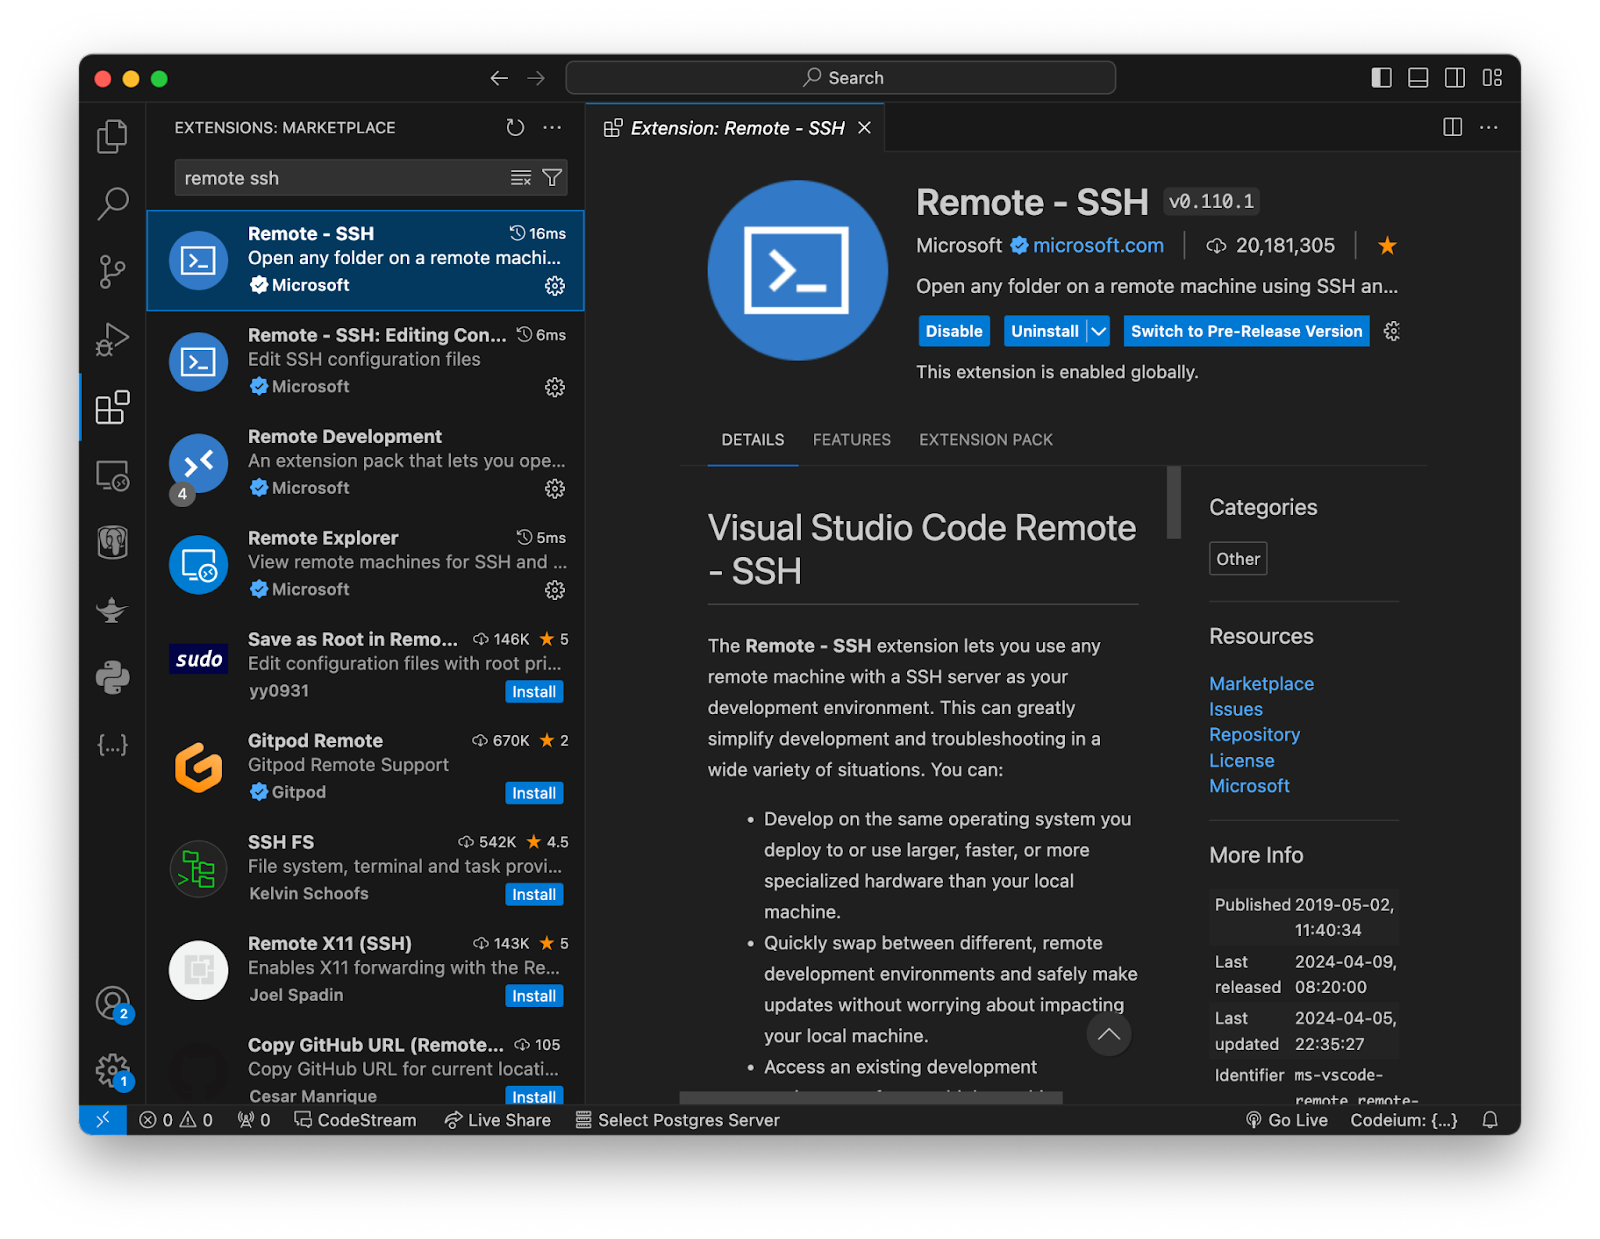 Search
EXTENSIONS: MARKETPLACE
remote ssh
Remote - SSH
16ms
Open any folder on a remote machi...
Microsoft
Remote - SSH: Editing Con...
6ms
Edit SSH configuration files
Microsoft
Remote Development
An extension pack that lets you ope...
4
Microsoft
Remote Explorer
5ms
View remote machines for SSH and ...
Microsoft
sudo
Save as Root in Remo...
146K ★ 5
Edit configuration files with root pri...
yy0931
Install
Gitpod Remote
670K ★ 2
Gitpod Remote Support
Gitpod
Install
SSH FS
542K ★ 4.5
File system, terminal and task provi...
Kelvin Schoofs
Install
Remote X11 (SSH)
143K ★ 5
Enables X11 forwarding with the Re...
Joel Spadin
Install
Copy GitHub URL (Remote...
105
Copy GitHub URL for current locati...
Cesar Manrique
Install
2
1
Extension: Remote - SSH
Remote - SSH v0.110.1
Microsoft microsoft.com | 20,181,305 | ★
Open any folder on a remote machine using SSH an...
Disable Uninstall Switch to Pre-Release Version
This extension is enabled globally.
DETAILS FEATURES EXTENSION PACK
Visual Studio Code Remote
- SSH
The Remote - SSH extension lets you use any
remote machine with a SSH server as your
development environment. This can greatly
simplify development and troubleshooting in a
wide variety of situations. You can:
• Develop on the same operating system you
deploy to or use larger, faster, or more
specialized hardware than your local
machine.
• Quickly swap between different, remote
development environments and safely make
updates without worrying about impacting
your local machine.
• Access an existing development
Categories
Other
Resources
Marketplace
Issues
Repository
License
Microsoft
More Info
Published 2019-05-02,
11:40:34
Last 2024-04-09,
released 08:20:00
Last 2024-04-05,
updated 22:35:27
Identifier ms-vscode-
remote.remote-
0 0 0 CodeStream Live Share Select Postgres Server Go Live Codeium: {...}